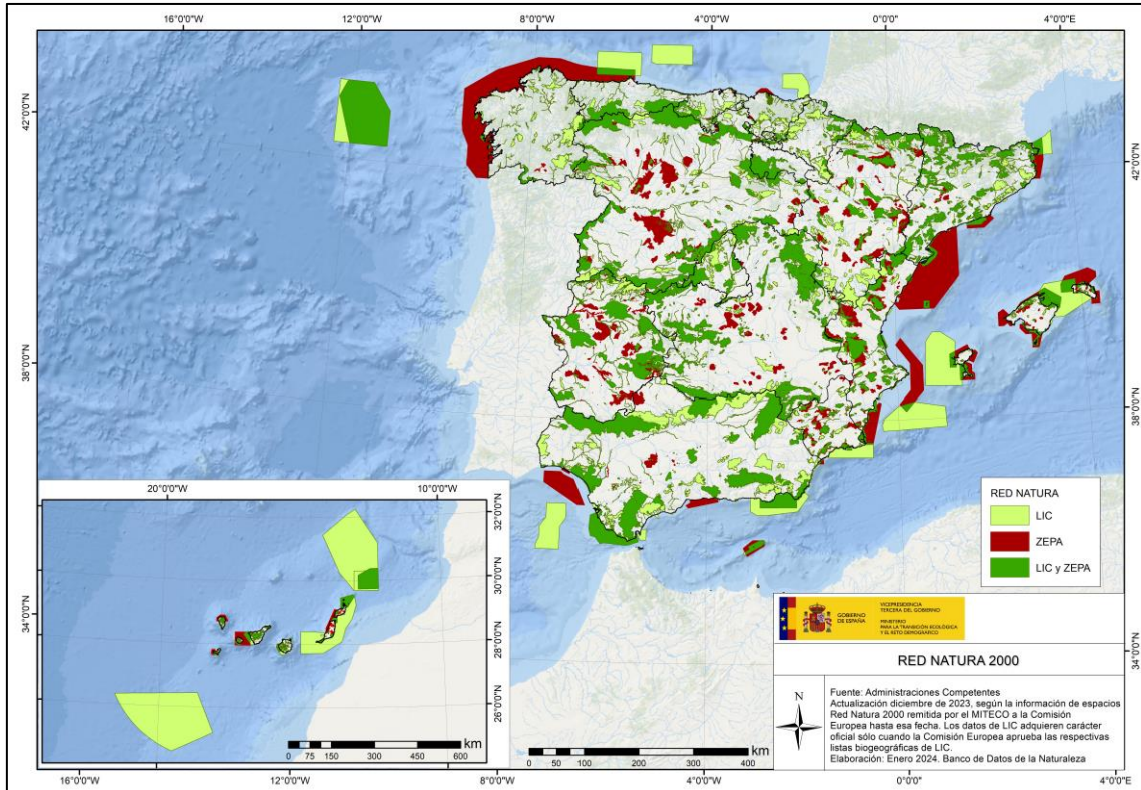 16°0'0"W
12°0'0"W
8°0'0"W
4°0'0"W
0°0'0"
4°0'0"E
42°0'0"N
42°0'0"N
38°0'0"N
38°0'0"N
34°0'0"N
34°0'0"N
20°0'0"W
10°0'0"W
32°0'0"N
30°0'0"N
28°0'0"N
26°0'0"N
km
0 75 150 300 450 600
km
0 50 100 200 300 400
RED NATURA
LIC
ZEPA
LIC y ZEPA
GOBIERNO
DE ESPAÑA
VICEPRESIDENCIA
TERCERA DEL GOBIERNO
MINISTERIO
PARA LA TRANSICIÓN ECOLÓGICA
Y EL RETO DEMOGRÁFICO
RED NATURA 2000
N
Fuente: Administraciones Competentes
Actualización diciembre de 2023, según la información de espacios
Red Natura 2000 remitida por el MITECO a la Comisión
Europea hasta esa fecha. Los datos de LIC adquieren carácter
oficial sólo cuando la Comisión Europea aprueba las respectivas
listas biogeográficas de LIC.
Elaboración: Enero 2024. Banco de Datos de la Naturaleza
16°0'0"W
12°0'0"W
8°0'0"W
4°0'0"W
0°0'0"
4°0'0"E